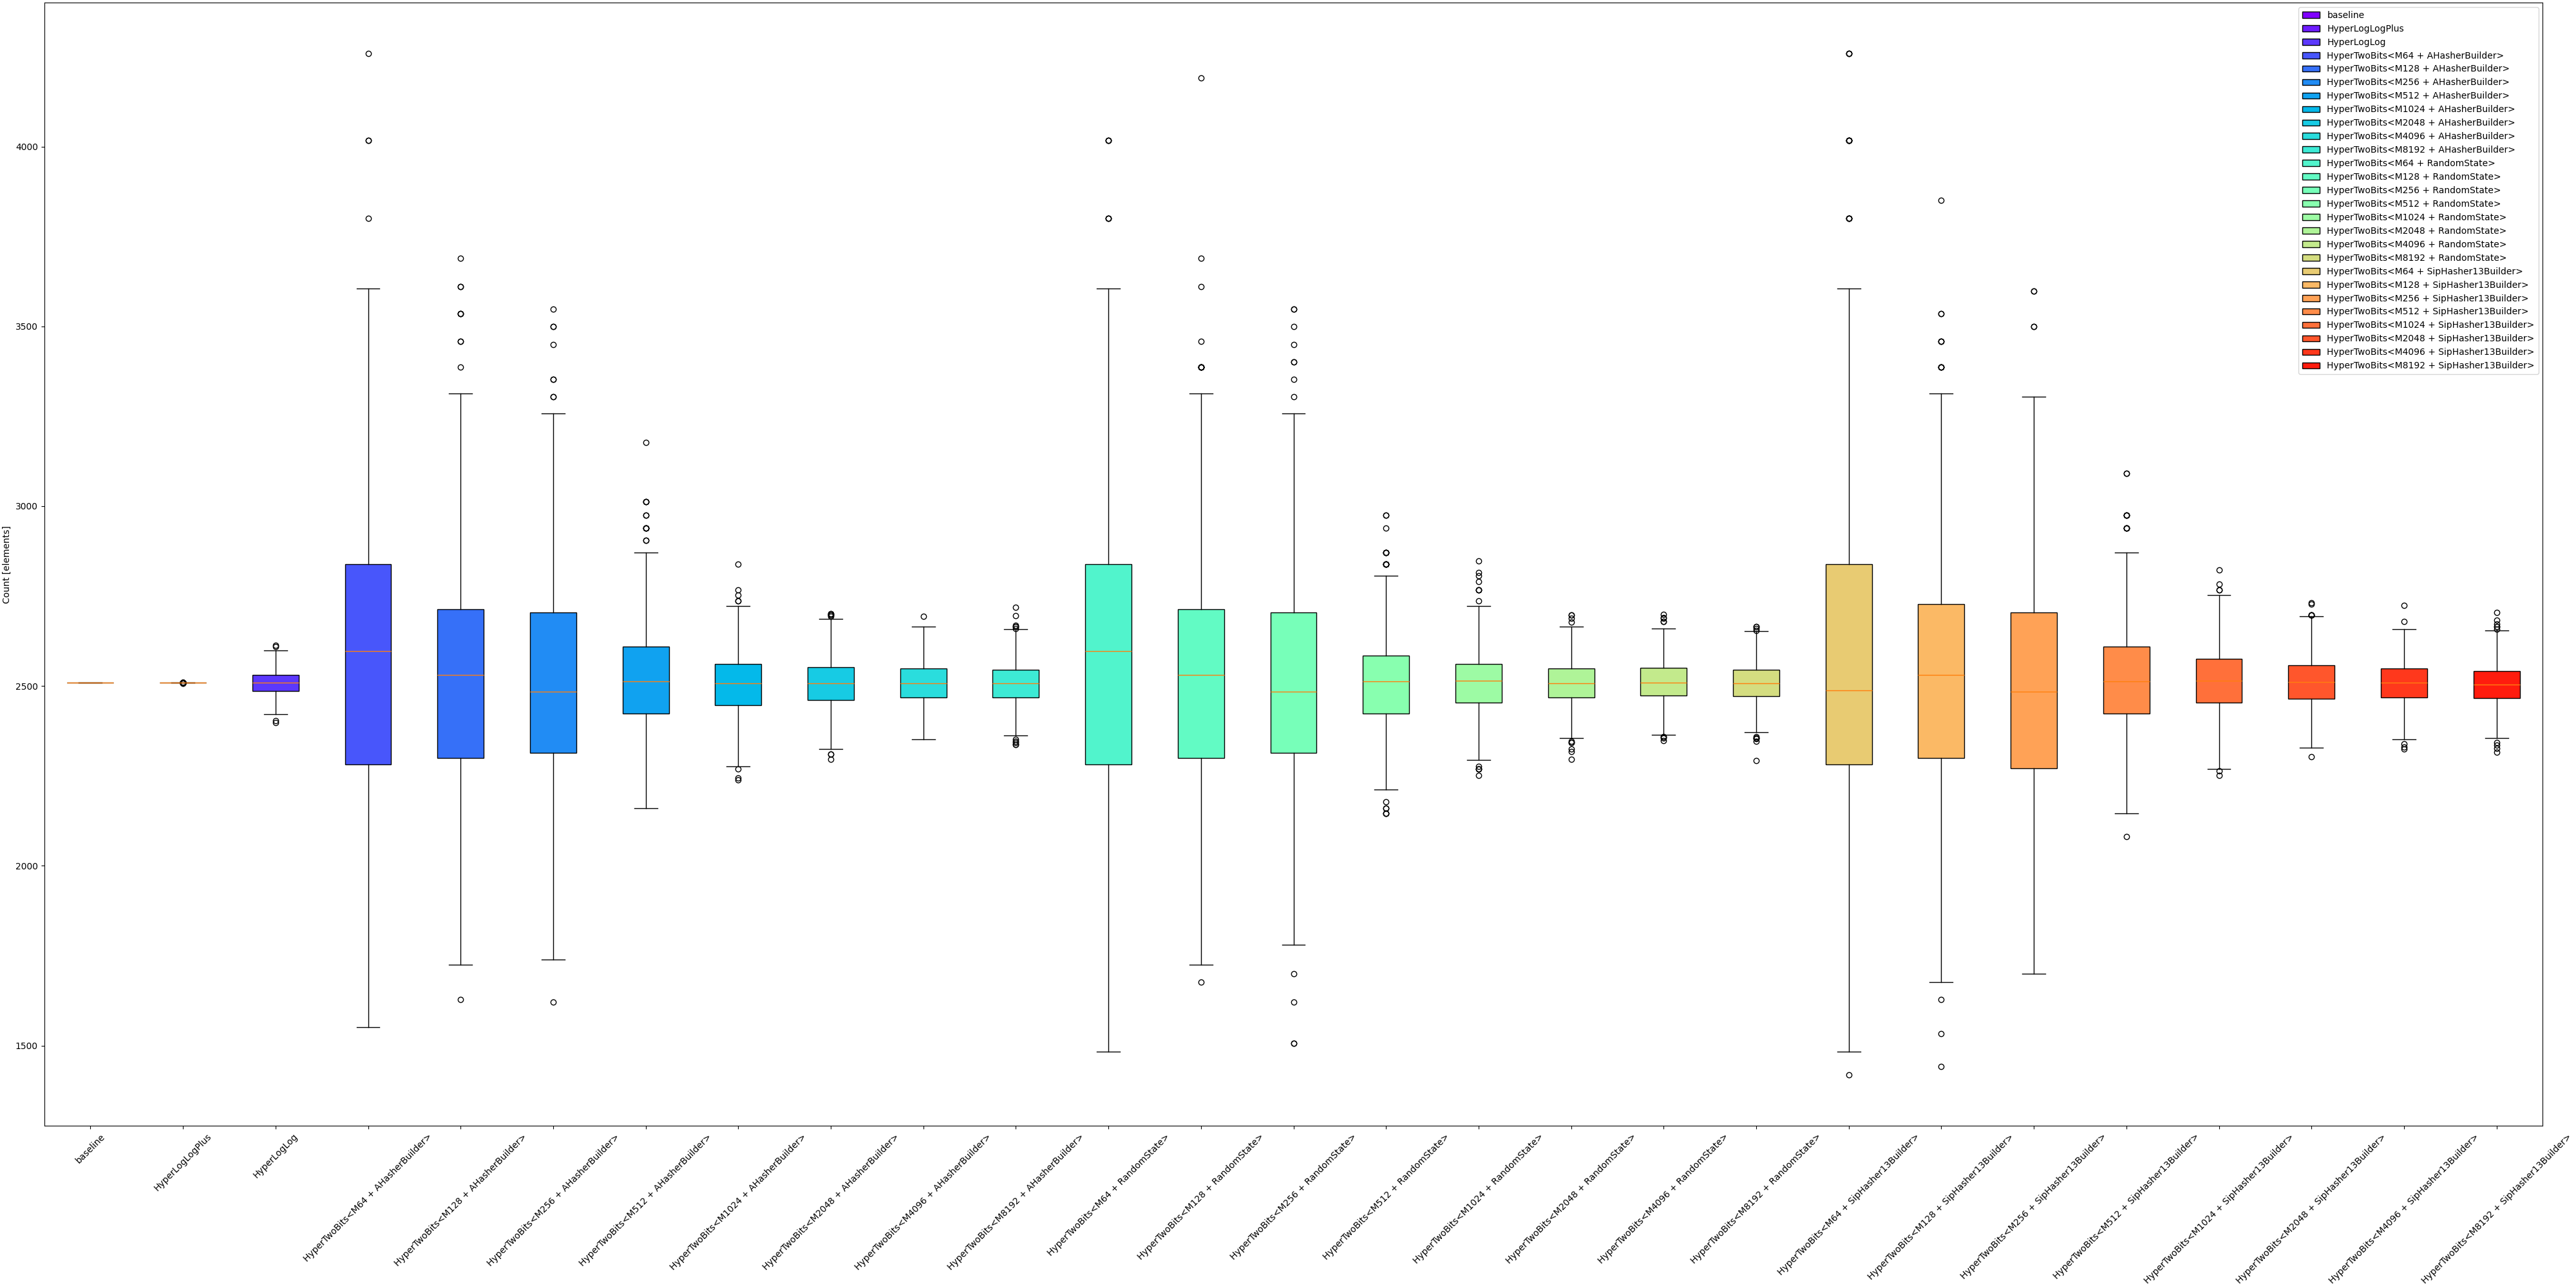 Count [elements]
4000
3500
3000
2500
2000
1500
baseline
HyperLogLogPlus
HyperLogLog
HyperTwoBits<M64 + AHasherBuilder>
HyperTwoBits<M128 + AHasherBuilder>
HyperTwoBits<M256 + AHasherBuilder>
HyperTwoBits<M512 + AHasherBuilder>
HyperTwoBits<M1024 + AHasherBuilder>
HyperTwoBits<M2048 + AHasherBuilder>
HyperTwoBits<M4096 + AHasherBuilder>
HyperTwoBits<M8192 + AHasherBuilder>
HyperTwoBits<M64 + RandomState>
HyperTwoBits<M128 + RandomState>
HyperTwoBits<M256 + RandomState>
HyperTwoBits<M512 + RandomState>
HyperTwoBits<M1024 + RandomState>
HyperTwoBits<M2048 + RandomState>
HyperTwoBits<M4096 + RandomState>
HyperTwoBits<M8192 + RandomState>
HyperTwoBits<M64 + SipHasher13Builder>
HyperTwoBits<M128 + SipHasher13Builder>
HyperTwoBits<M256 + SipHasher13Builder>
HyperTwoBits<M512 + SipHasher13Builder>
HyperTwoBits<M1024 + SipHasher13Builder>
HyperTwoBits<M2048 + SipHasher13Builder>
HyperTwoBits<M4096 + SipHasher13Builder>
HyperTwoBits<M8192 + SipHasher13Builder>
baseline
HyperLogLogPlus
HyperLogLog
HyperTwoBits<M64 + AHasherBuilder>
HyperTwoBits<M128 + AHasherBuilder>
HyperTwoBits<M256 + AHasherBuilder>
HyperTwoBits<M512 + AHasherBuilder>
HyperTwoBits<M1024 + AHasherBuilder>
HyperTwoBits<M2048 + AHasherBuilder>
HyperTwoBits<M4096 + AHasherBuilder>
HyperTwoBits<M8192 + AHasherBuilder>
HyperTwoBits<M64 + RandomState>
HyperTwoBits<M128 + RandomState>
HyperTwoBits<M256 + RandomState>
HyperTwoBits<M512 + RandomState>
HyperTwoBits<M1024 + RandomState>
HyperTwoBits<M2048 + RandomState>
HyperTwoBits<M4096 + RandomState>
HyperTwoBits<M8192 + RandomState>
HyperTwoBits<M64 + SipHasher13Builder>
HyperTwoBits<M128 + SipHasher13Builder>
HyperTwoBits<M256 + SipHasher13Builder>
HyperTwoBits<M512 + SipHasher13Builder>
HyperTwoBits<M1024 + SipHasher13Builder>
HyperTwoBits<M2048 + SipHasher13Builder>
HyperTwoBits<M4096 + SipHasher13Builder>
HyperTwoBits<M8192 + SipHasher13Builder>